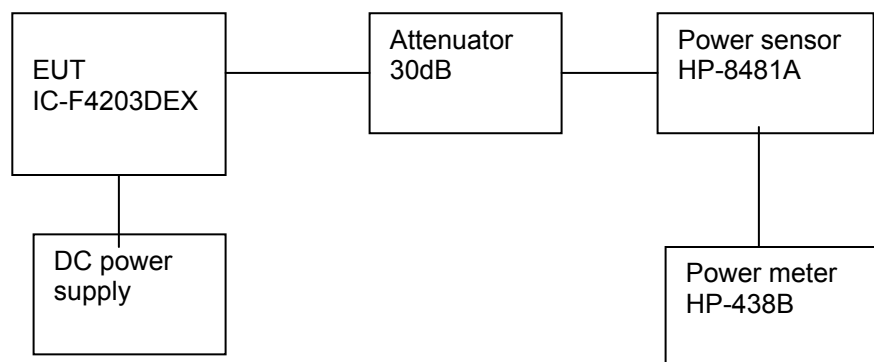 EUT
IC-F4203DEX
Attenuator
30dB
Power sensor
HP-8481A
DC power
supply
Power meter
HP-438B